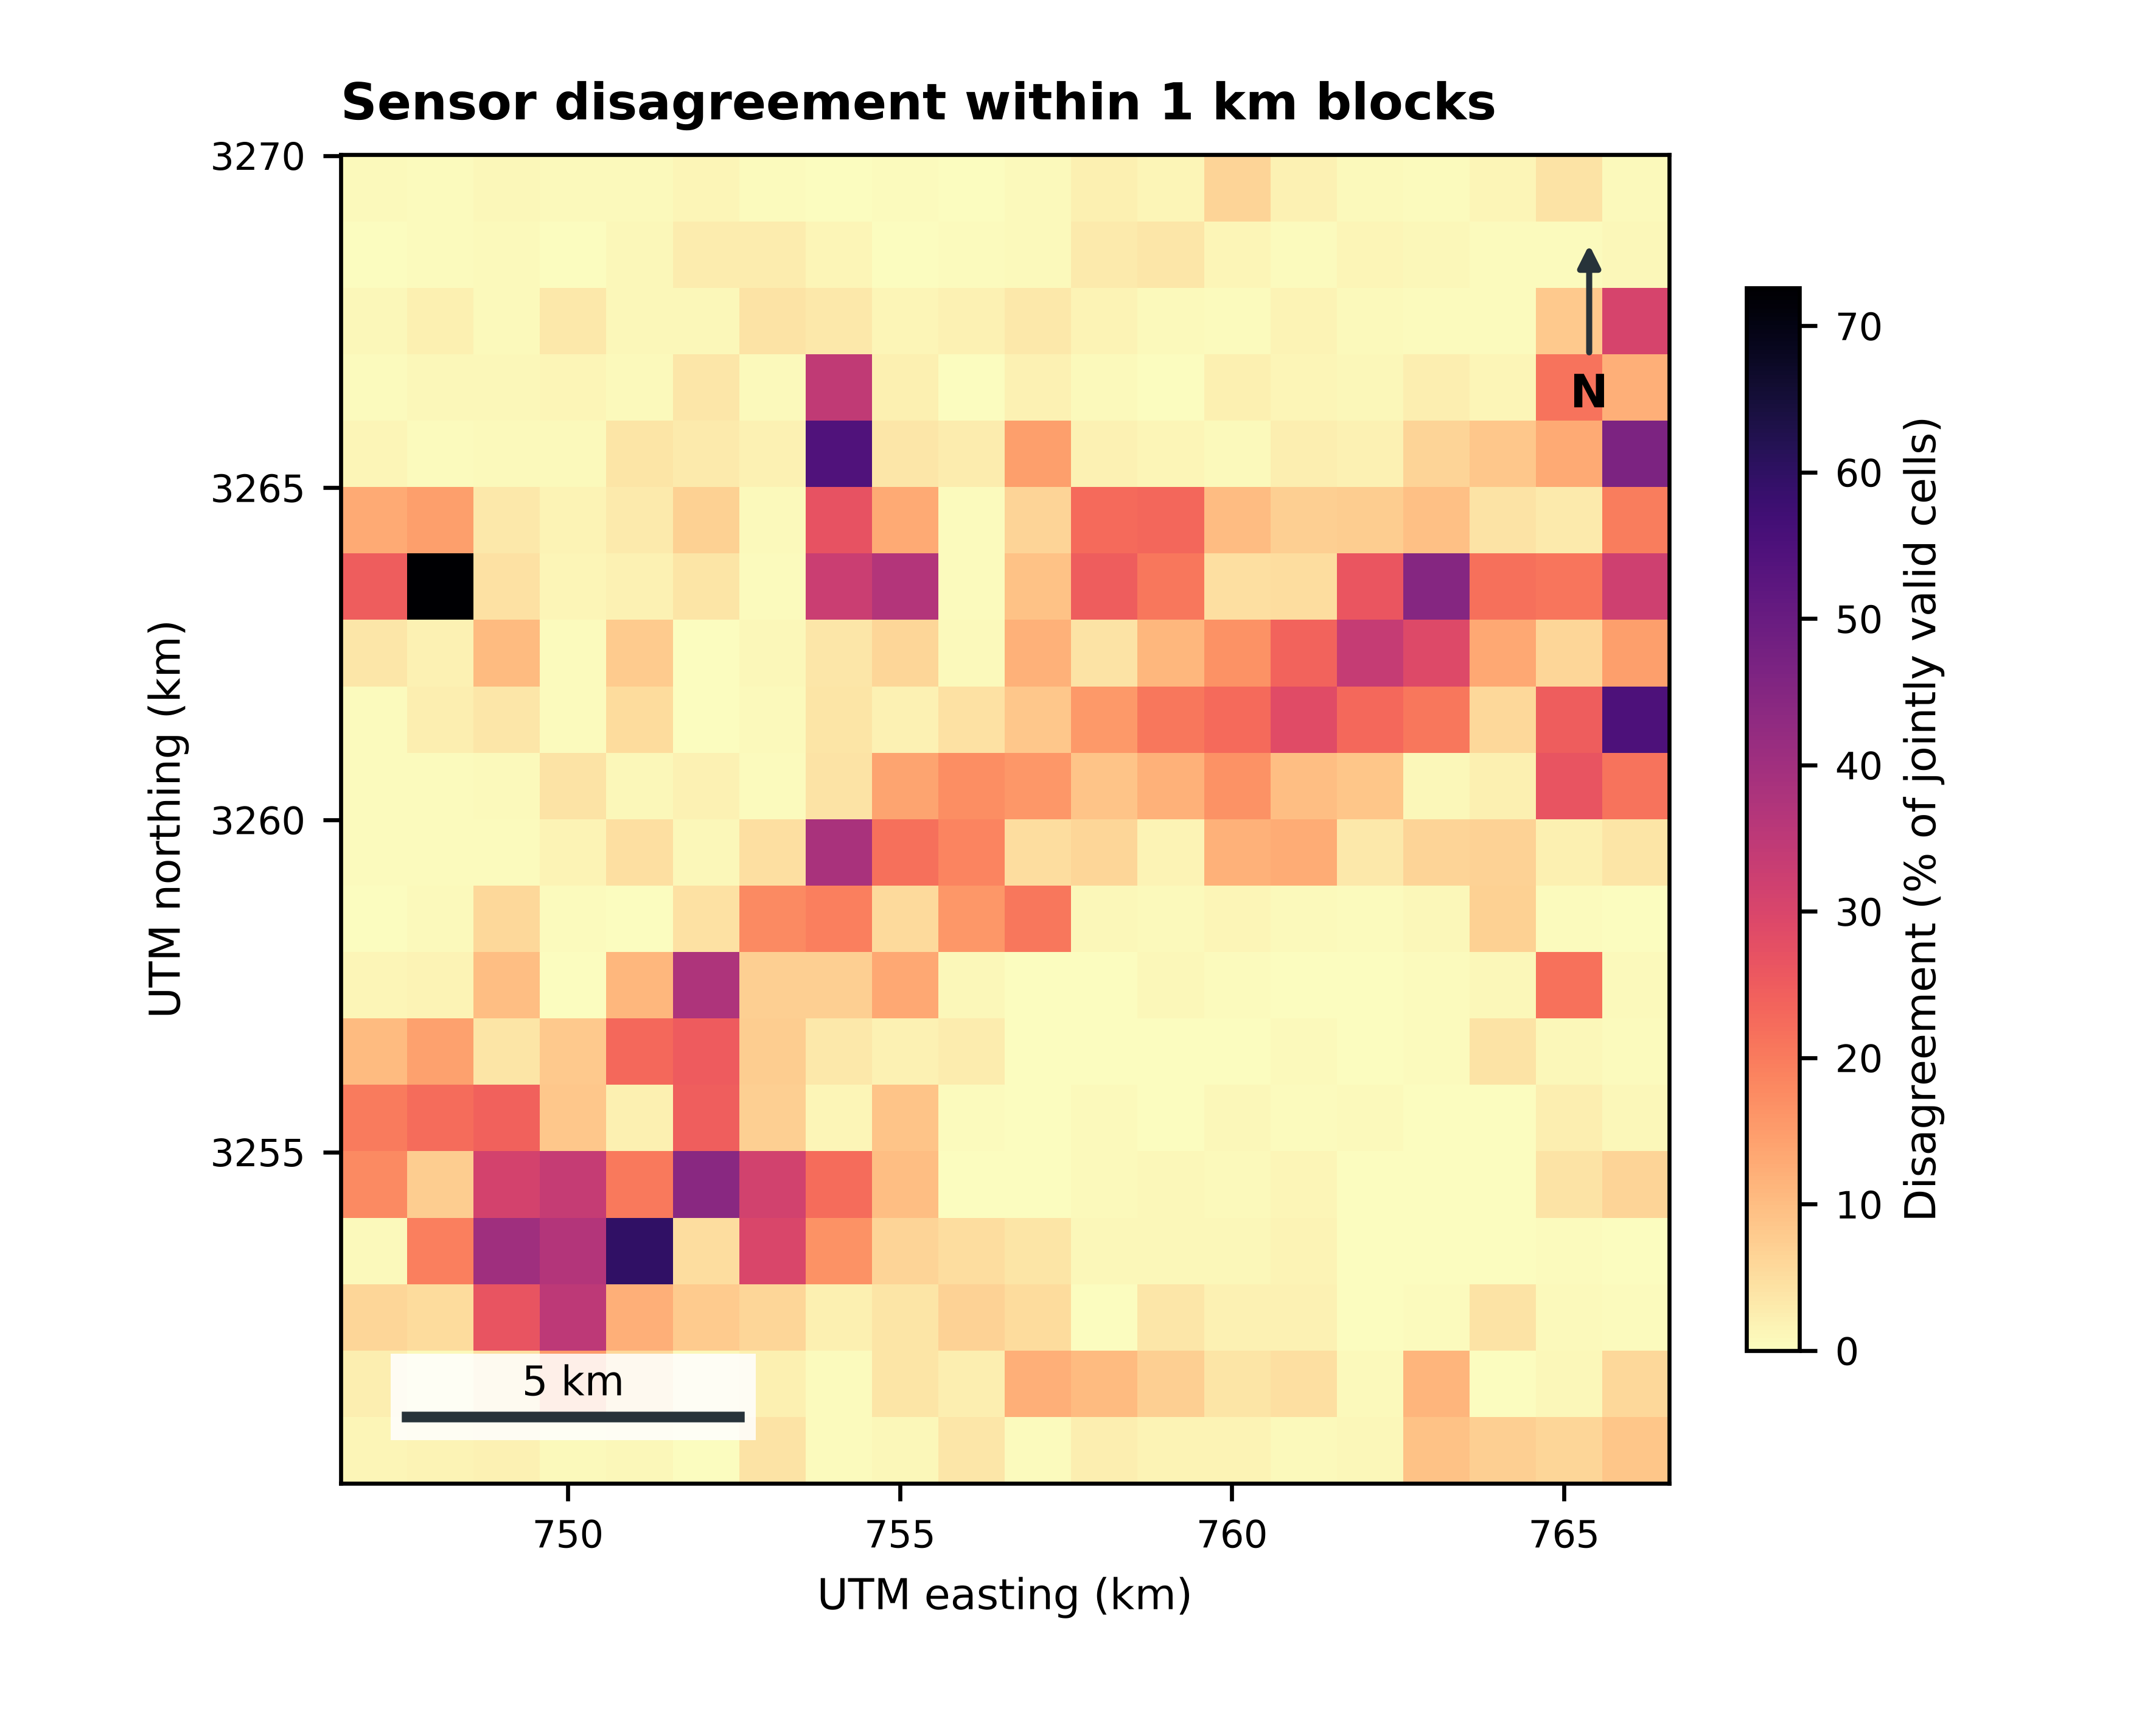 Sensor disagreement within 1 km blocks
3270
3265
3260
3255
UTM northing (km)
N
5 km
750 755 760 765
UTM easting (km)
70
60
50
40
30
20
10
0
Disagreement (% of jointly valid cells)